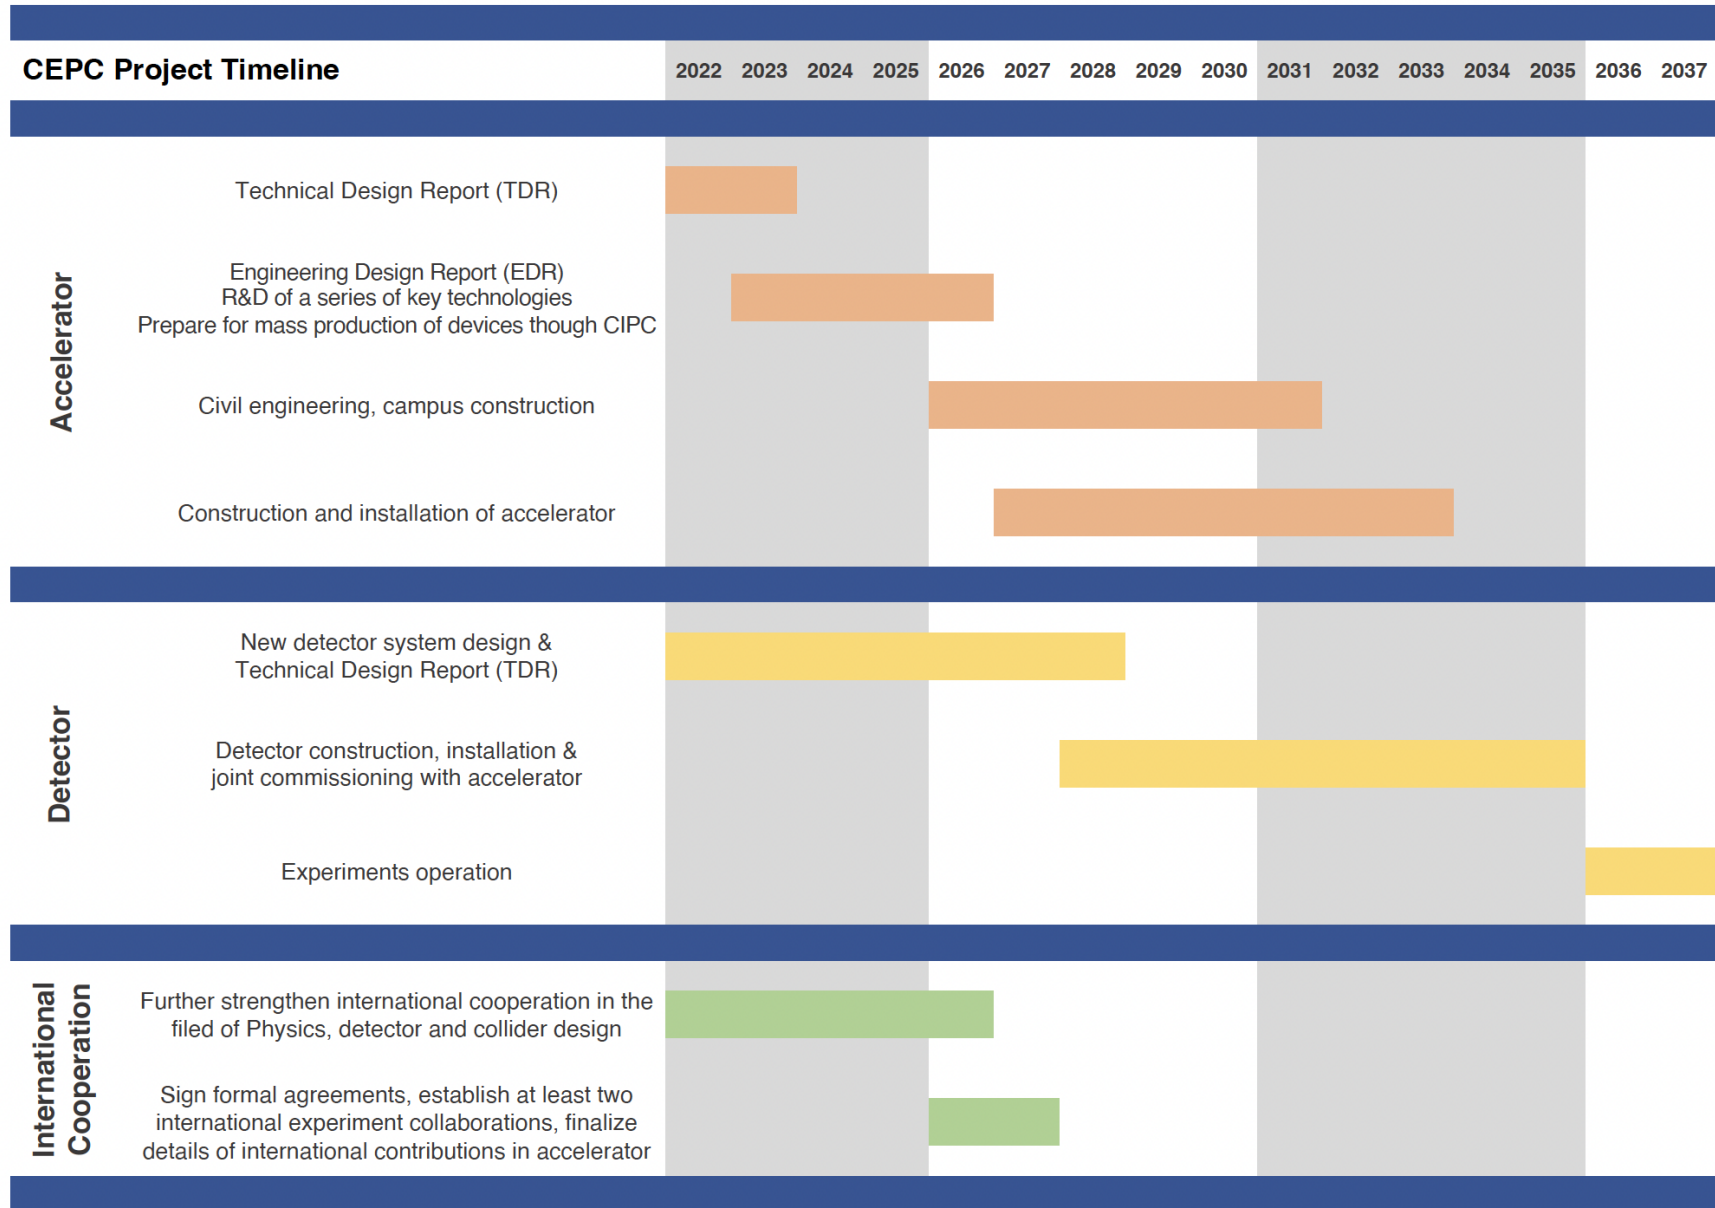 CEPC Project Timeline 2022 2023 2024 2025 2026 2027 2028 2029 2030 2031 2032 2033 2034 2035 2036 2037
Accelerator
Technical Design Report (TDR)
Engineering Design Report (EDR)
R&D of a series of key technologies
Prepare for mass production of devices though CIPC
Civil engineering, campus construction
Construction and installation of accelerator
Detector
New detector system design &
Technical Design Report (TDR)
Detector construction, installation &
joint commissioning with accelerator
Experiments operation
International
Cooperation
Further strengthen international cooperation in the
filed of Physics, detector and collider design
Sign formal agreements, establish at least two
international experiment collaborations, finalize
details of international contributions in accelerator